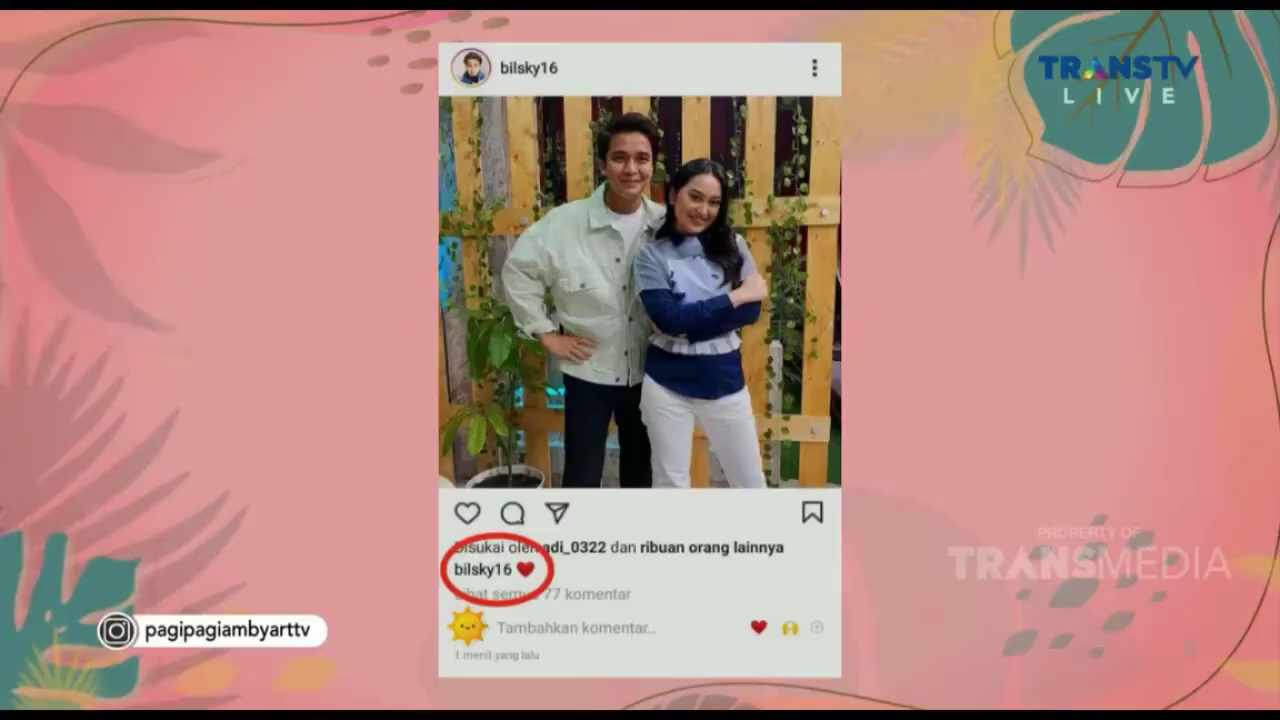 bilsky16
TRANSTV
LIVE
Disukai oleh adi_0322 dan ribuan orang lainnya
bilsky16
Lihat semua 77 komentar
Tambahkan komentar...
1 menit yang lalu
pagipagiambyarttv
PROPERTY OF
TRANSMEDIA